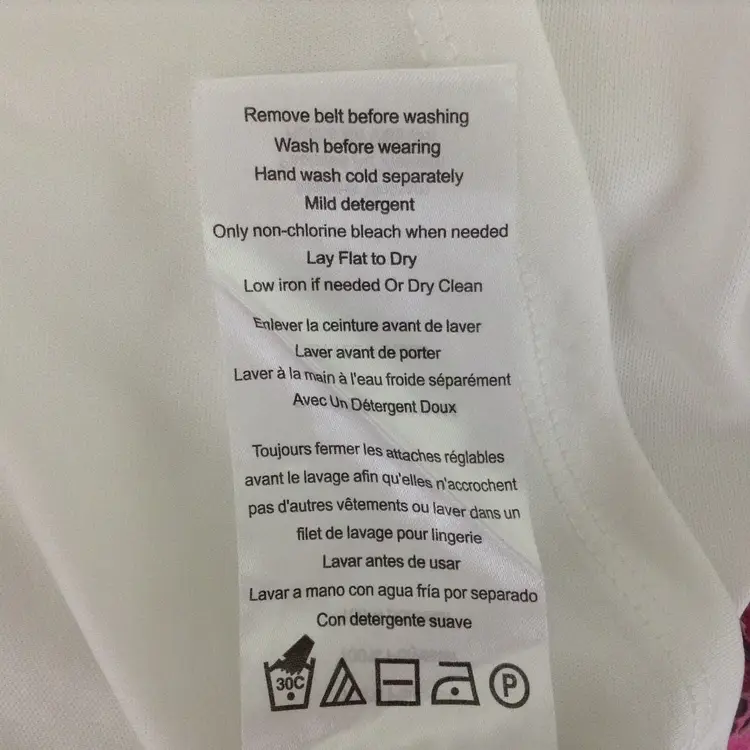 Remove belt before washing
Wash before wearing
Hand wash cold separately
Mild detergent
Only non-chlorine bleach when needed
Lay Flat to Dry
Low iron if needed Or Dry Clean
Enlever la ceinture avant de laver
Laver avant de porter
Laver à la main à l'eau froide séparément
Avec Un Détergent Doux
Toujours fermer les attaches réglables
avant le lavage afin qu'elles n'accrochent
pas d'autres vêtements ou laver dans un
filet de lavage pour lingerie
Lavar antes de usar
Lavar a mano con agua fría por separado
Con detergente suave
30C P